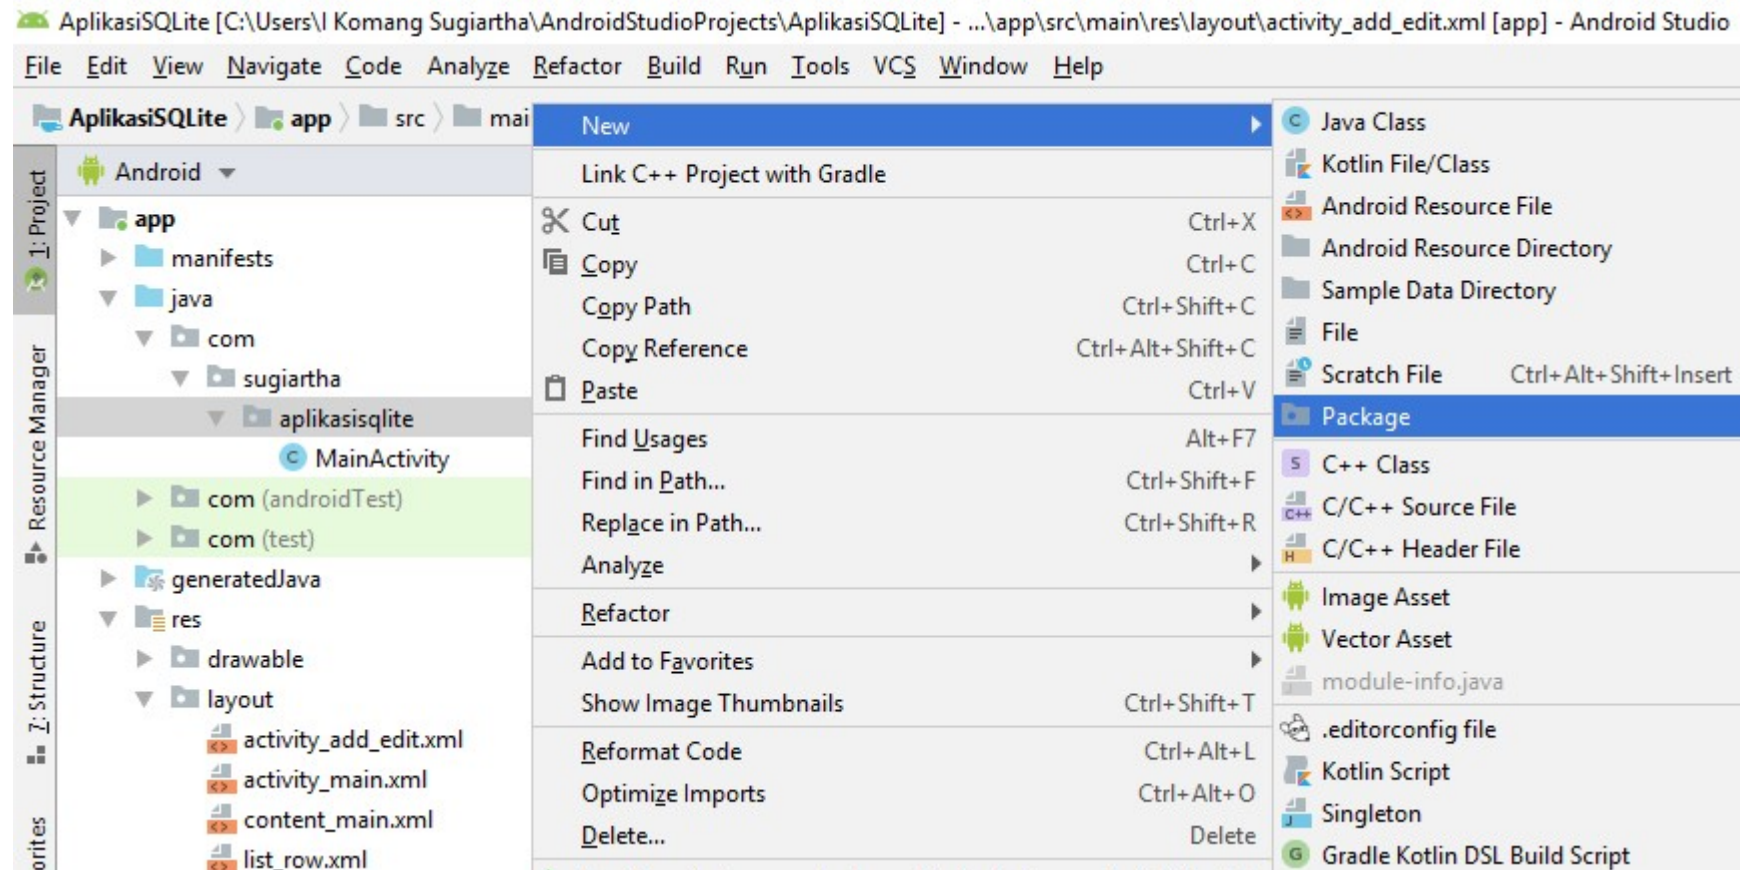 AplikasiSQLite [C:\Users\I Komang Sugiartha\AndroidStudioProjects\AplikasiSQLite] - ...\app\src\main\res\layout\activity_add_edit.xml [app] - Android Studio
File Edit View Navigate Code Analyze Refactor Build Run Tools VCS Window Help
AplikasiSQLite app src mai
Android
1: Project
Resource Manager
7: Structure
orites
app
manifests
java
com
sugiartha
aplikasisqlite
C MainActivity
com (androidTest)
com (test)
generatedJava
res
drawable
layout
activity_add_edit.xml
activity_main.xml
content_main.xml
list_row.xml
New
Link C++ Project with Gradle
Cut Ctrl+X
Copy Ctrl+C
Copy Path Ctrl+Shift+C
Copy Reference Ctrl+Alt+Shift+C
Paste Ctrl+V
Find Usages Alt+F7
Find in Path... Ctrl+Shift+F
Replace in Path... Ctrl+Shift+R
Analyze
Refactor
Add to Favorites
Show Image Thumbnails Ctrl+Shift+T
Reformat Code Ctrl+Alt+L
Optimize Imports Ctrl+Alt+O
Delete... Delete
C Java Class
Kotlin File/Class
Android Resource File
Android Resource Directory
Sample Data Directory
File
Scratch File Ctrl+Alt+Shift+Insert
Package
S C++ Class
C++ C/C++ Source File
H C/C++ Header File
Image Asset
Vector Asset
module-info.java
.editorconfig file
Kotlin Script
J Singleton
G Gradle Kotlin DSL Build Script